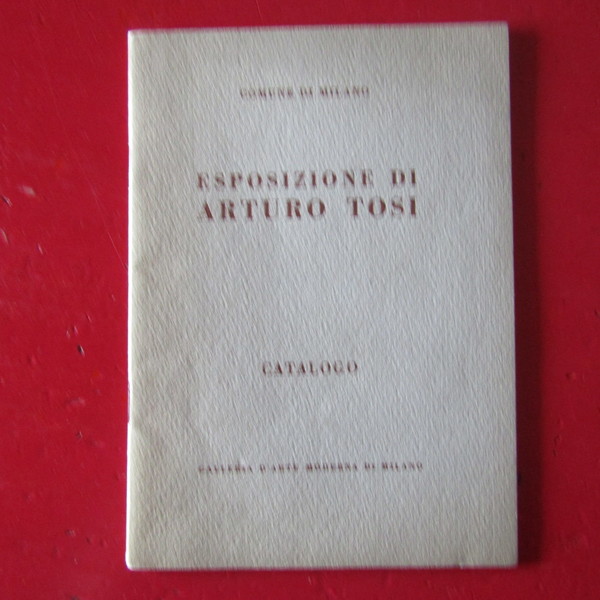 COMUNE DI MILANO
ESPOSIZIONE DI
ARTURO TOSI
CATALOGO
GALLERIA D'ARTE MODERNA DI MILANO